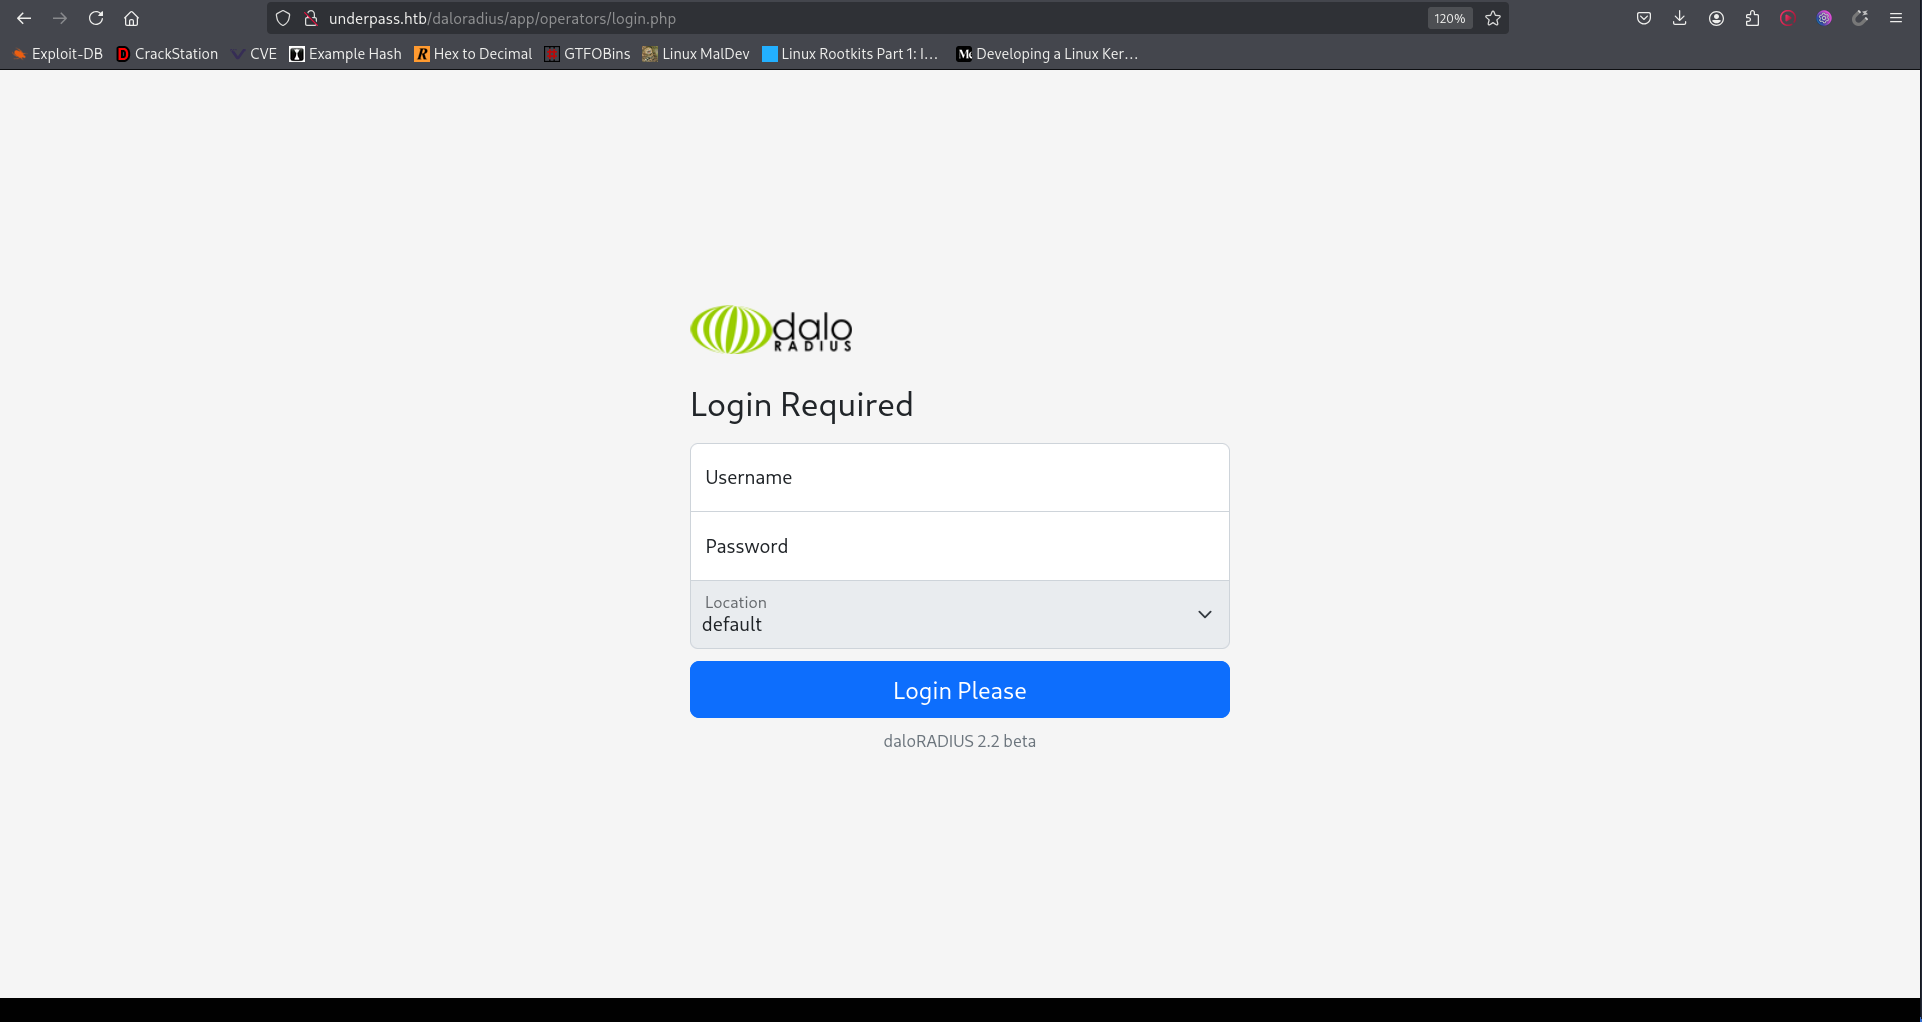 underpass.htb/daloradius/app/operators/login.php 120%
Exploit-DB CrackStation CVE Example Hash Hex to Decimal GTFOBins Linux MalDev Linux Rootkits Part 1: I... Developing a Linux Ker...
dalo
RADIUS
Login Required
Username
Password
Location
default
Login Please
daloRADIUS 2.2 beta